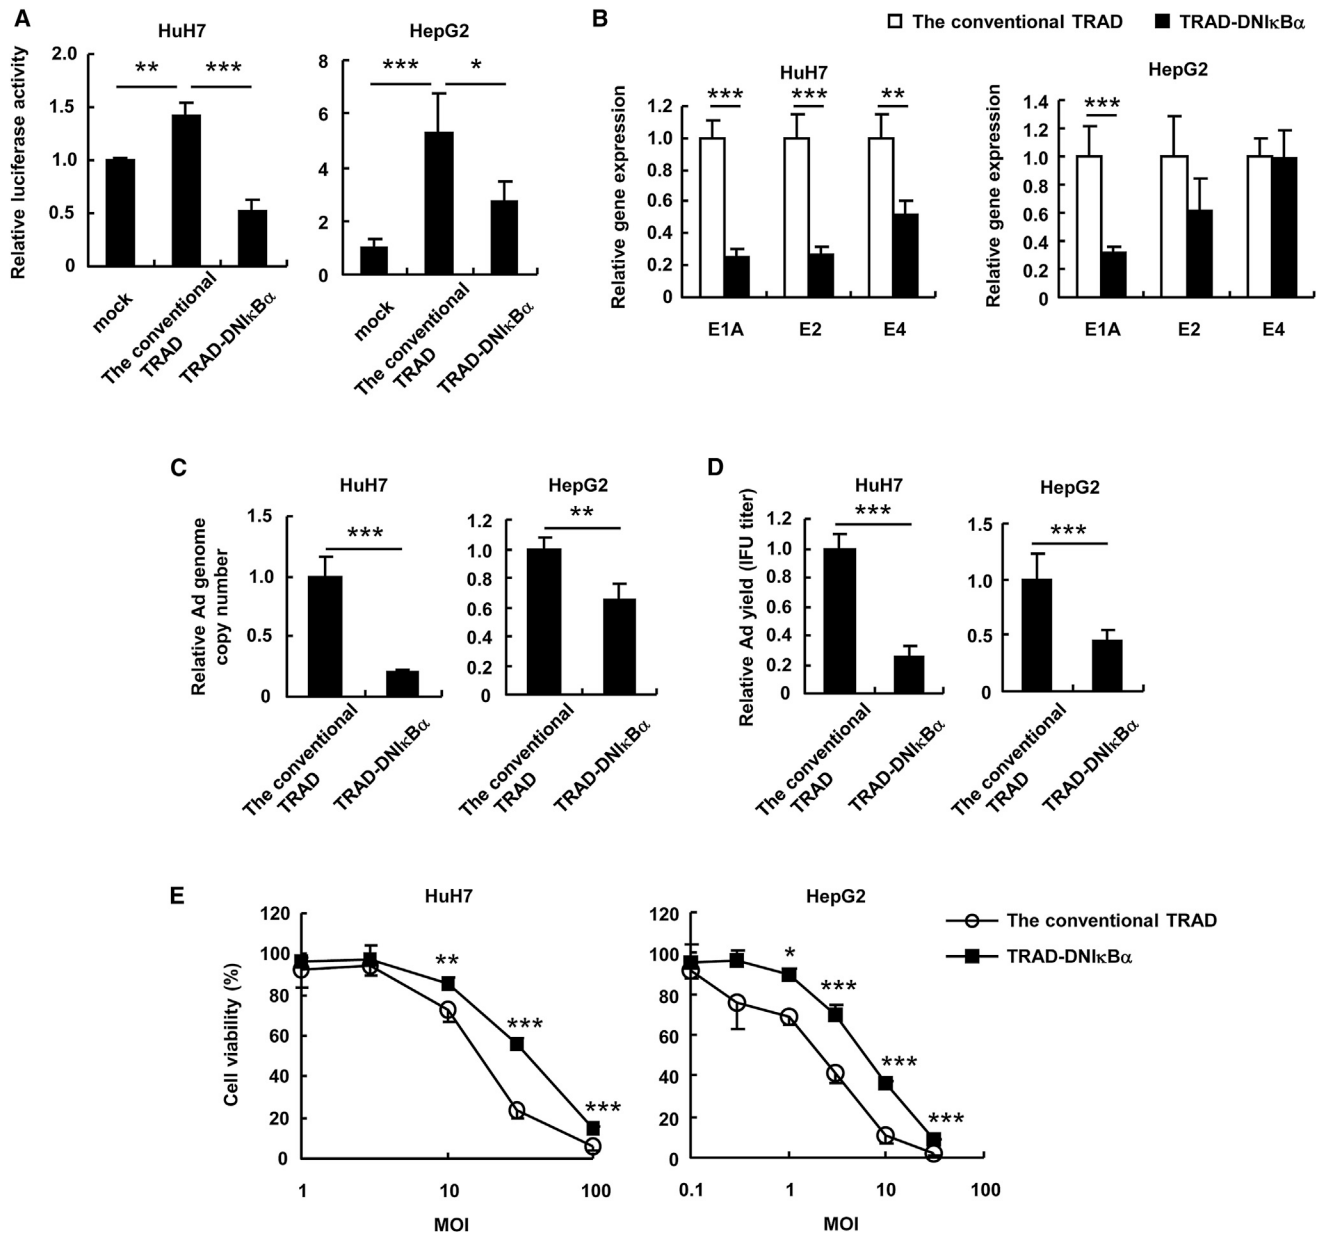 A
HuH7
HepG2
Relative luciferase activity
2.0
1.5
1.0
0.5
0
** ***
mock
The conventional
TRAD
TRAD-DNIκBα
8
6
4
2
0
*** *
mock
The conventional
TRAD
TRAD-DNIκBα
B
The conventional TRAD
TRAD-DNIκBα
HuH7
Relative gene expression
1.2
1.0
0.8
0.6
0.4
0.2
0
*** *** **
E1A E2 E4
HepG2
Relative gene expression
1.4
1.2
1.0
0.8
0.6
0.4
0.2
0
***
E1A E2 E4
C
HuH7
Relative Ad genome
copy number
1.5
1.0
0.5
0
***
The conventional
TRAD
TRAD-DNIκBα
HepG2
1.2
1.0
0.8
0.6
0.4
0.2
0
**
The conventional
TRAD
TRAD-DNIκBα
D
HuH7
Relative Ad yield (IFU titer)
1.2
1.0
0.8
0.6
0.4
0.2
0
***
The conventional
TRAD
TRAD-DNIκBα
HepG2
1.5
1.0
0.5
0
***
The conventional
TRAD
TRAD-DNIκBα
E
HuH7
Cell viability (%)
120
100
80
60
40
20
0
**
***
***
1 10 100
MOI
HepG2
120
100
80
60
40
20
0
*
***
***
***
0.1 1 10 100
MOI
The conventional TRAD
TRAD-DNIκBα